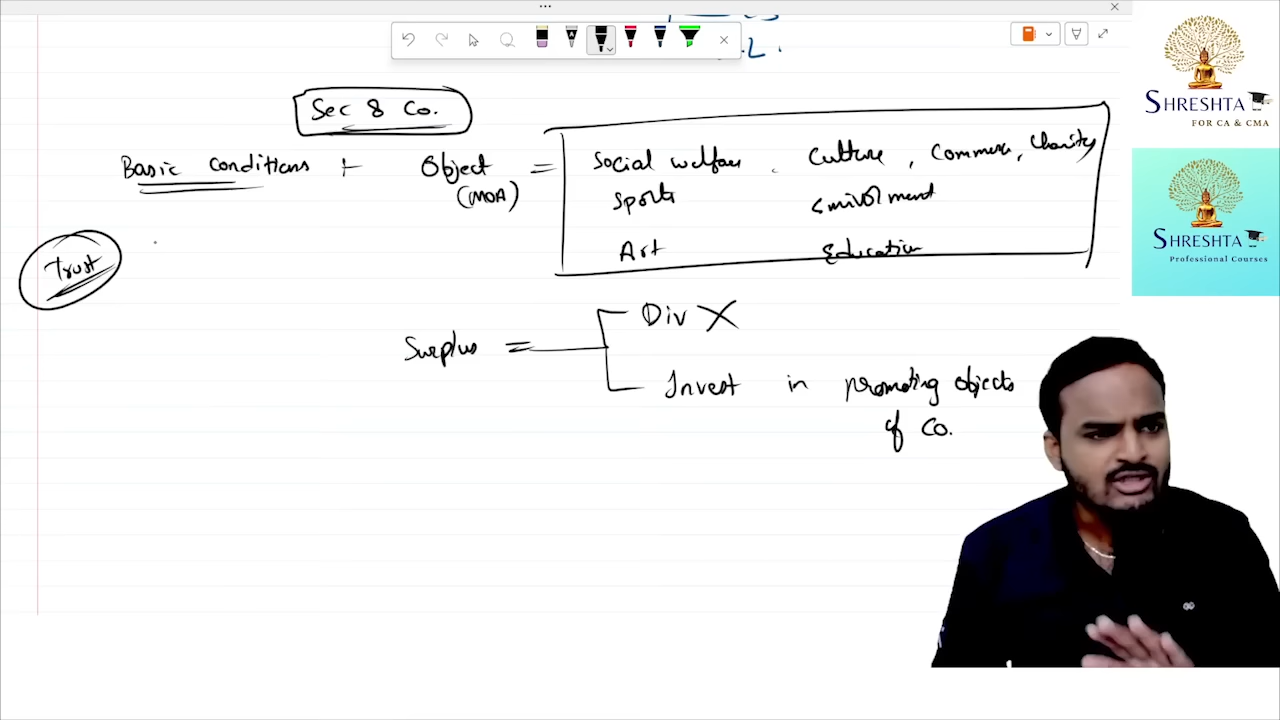 SHRESHTA
FOR CA & CMA
Sec 8 Co.
Basic conditions + Object =
(MOA)
Social welfare, Culture, Commerce, Charity
Sports
Art Education
Trust
Surplus =
Div X
Invest in promoting objects
of Co.
SHRESHTA
Professional Courses